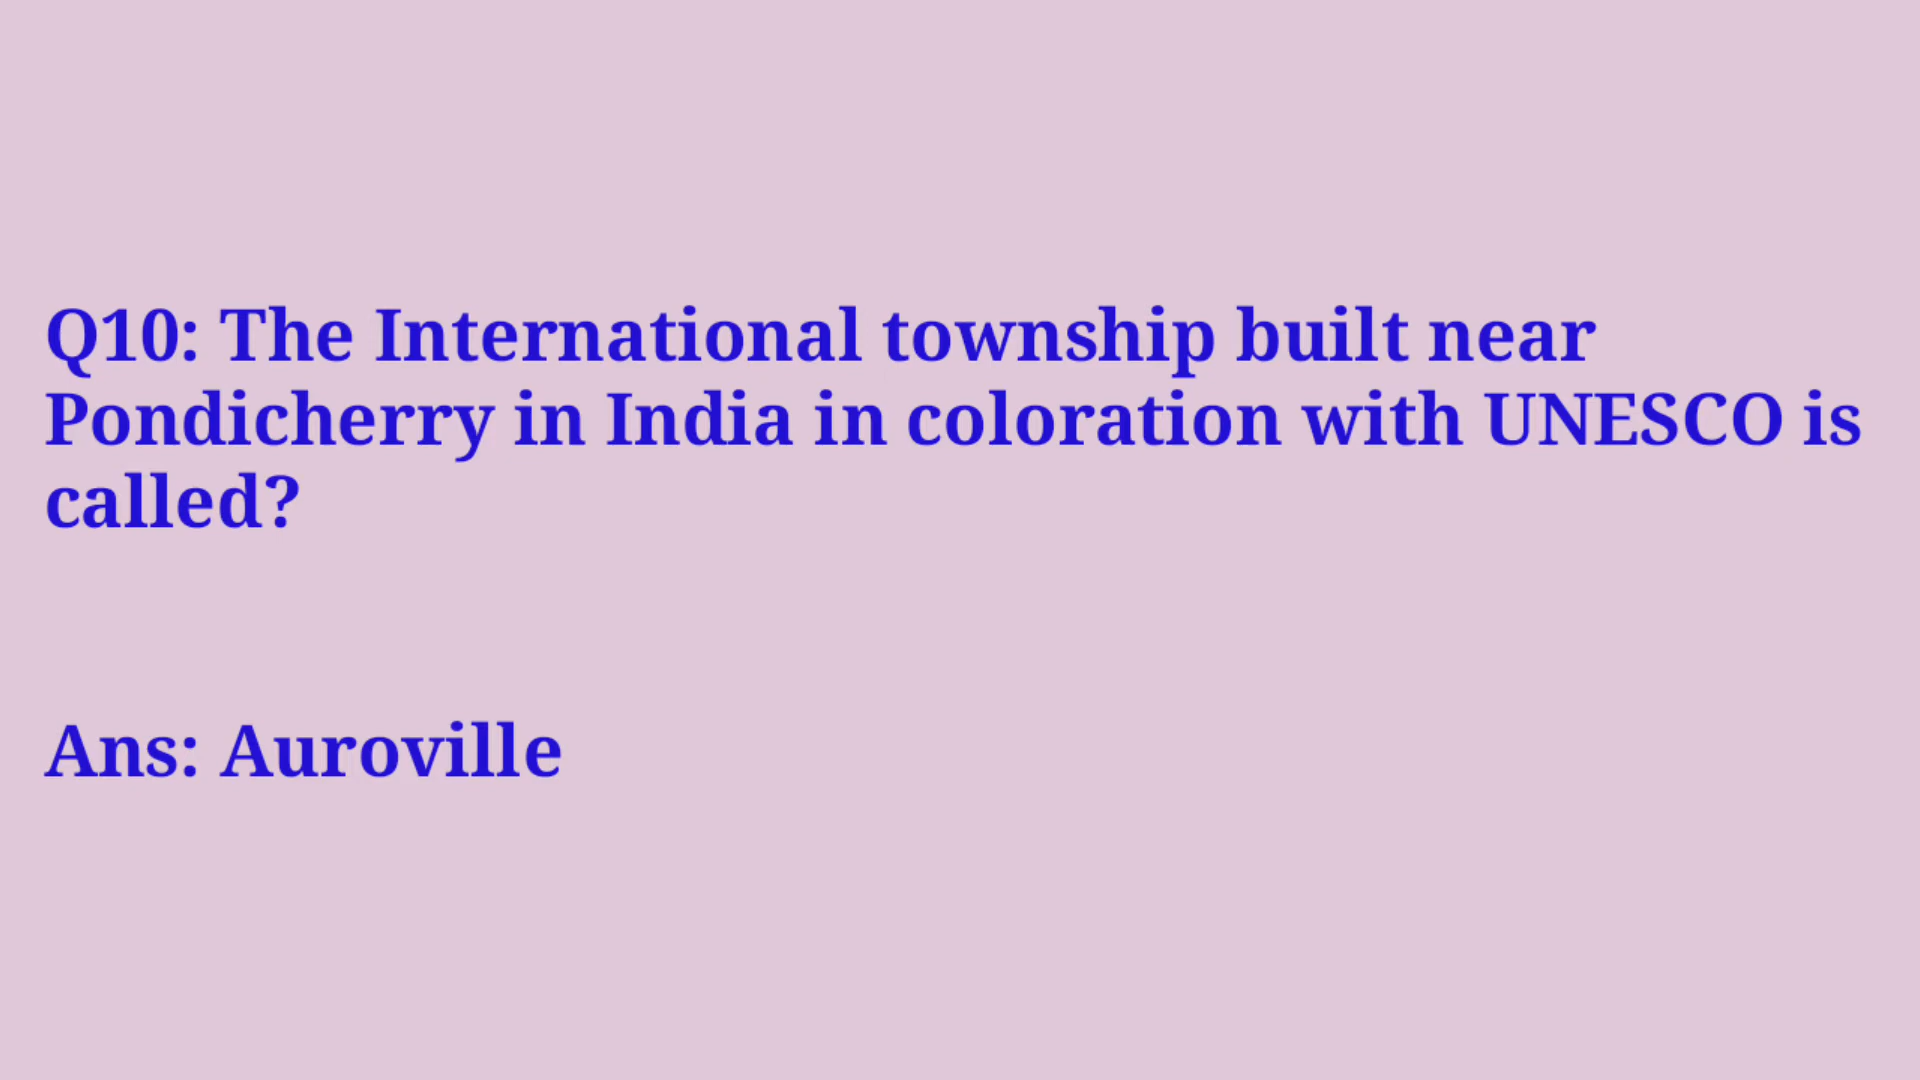 Q10: The International township built near
Pondicherry in India in coloration with UNESCO is
called?
Ans: Auroville